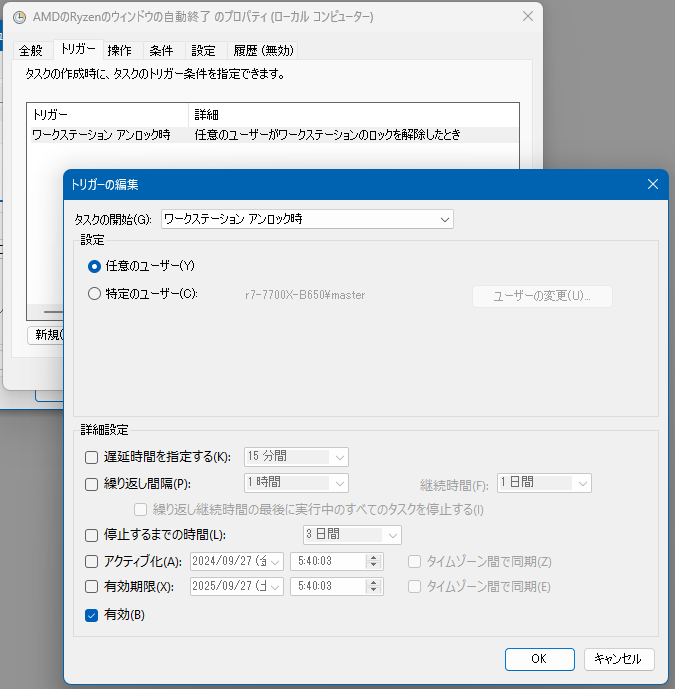 AMDのRyzenのウィンドウの自動終了 のプロパティ (ローカル コンピューター)
全般 トリガー 操作 条件 設定 履歴 (無効)
タスクの作成時に、タスクのトリガー条件を指定できます。
トリガー 詳細
ワークステーション アンロック時 任意のユーザーがワークステーションのロックを解除したとき
新規(
トリガーの編集
タスクの開始(G): ワークステーション アンロック時
設定
任意のユーザー(Y)
特定のユーザー(C): r7-7700X-B650¥master ユーザーの変更(U)...
詳細設定
遅延時間を指定する(K): 15 分間
繰り返し間隔(P): 1 時間 継続時間(F): 1 日間
繰り返し継続時間の最後に実行中のすべてのタスクを停止する(I)
停止するまでの時間(L): 3 日間
アクティブ化(A): 2024/09/27 (金 5:40:03 タイムゾーン間で同期(Z)
有効期限(X): 2025/09/27 (土 5:40:03 タイムゾーン間で同期(E)
有効(B)
OK キャンセル